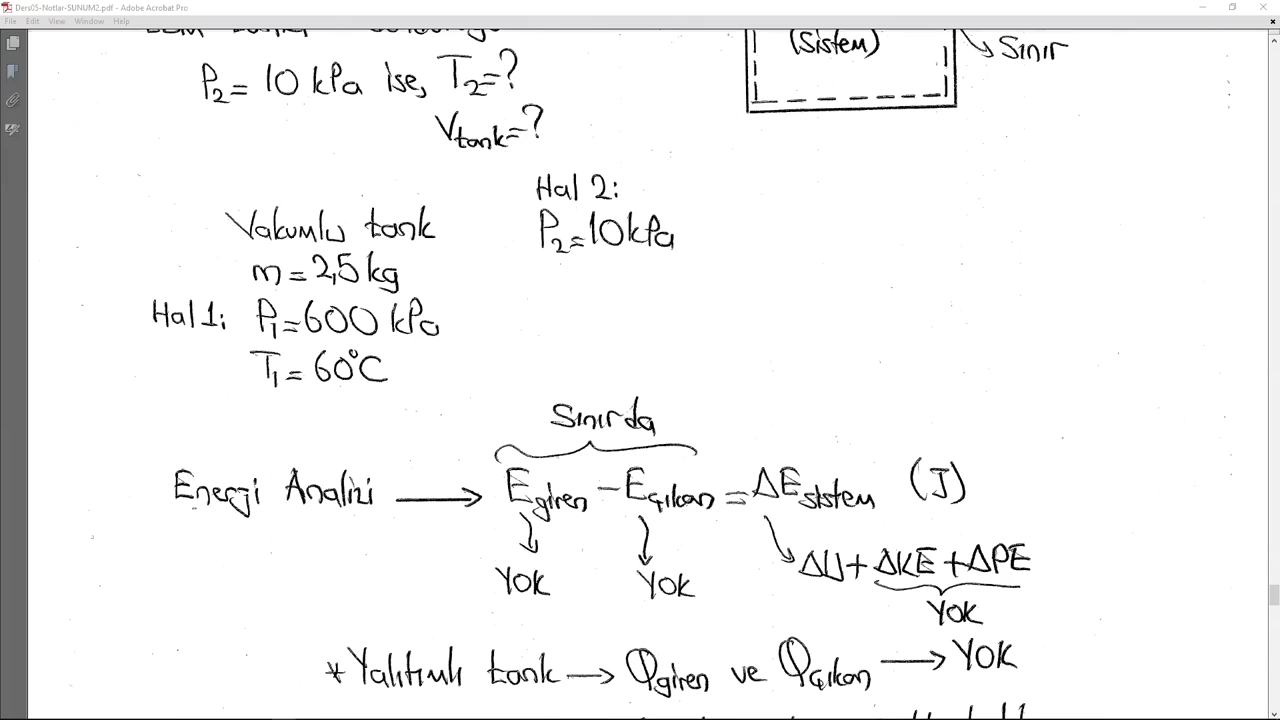 Ders05-Notlar-SUNUM2.pdf - Adobe Acrobat Pro
File Edit View Window Help
(Sistem)
Sınır
P2 = 10 kPa ise, T2=?
Vtank=?
Hal 2:
P2=10kPa
Vakumlu tank
m=2,5 kg
Hal 1: P1=600 kPa
T1= 60°C
Sınırda
Enerji Analizi → Egiren - Eçıkan = ΔEsistem (J)
YOK YOK
ΔU+ΔKE+ΔPE
YOK
*Yalıtımlı tank → Qgiren ve Qçıkan → YOK